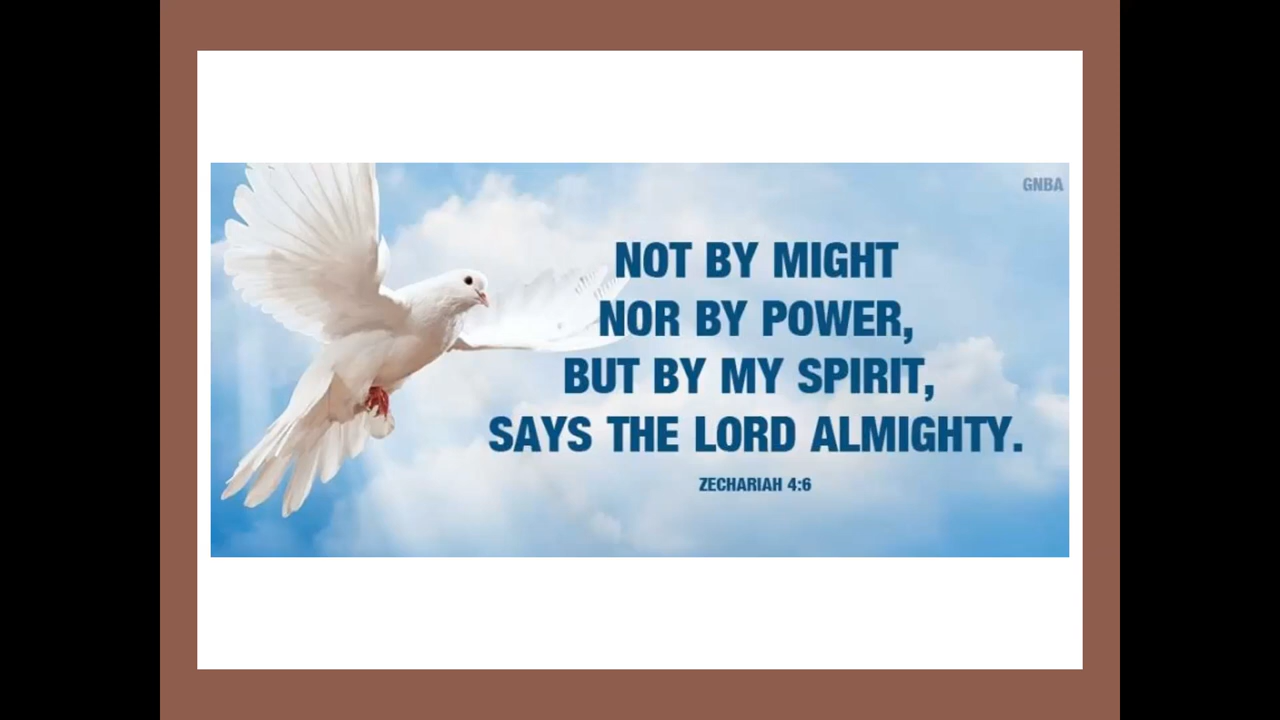 GNBA
NOT BY MIGHT
NOR BY POWER,
BUT BY MY SPIRIT,
SAYS THE LORD ALMIGHTY.
ZECHARIAH 4:6